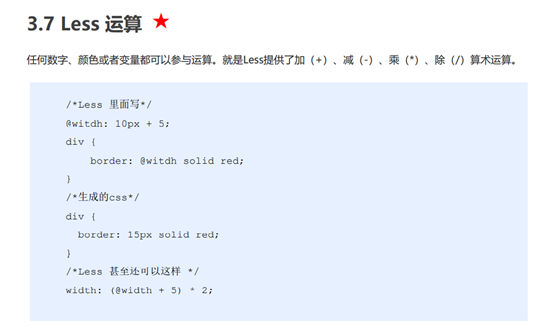 3.7 Less 运算 ★
任何数字、颜色或者变量都可以参与运算。就是Less提供了加（+）、减（-）、乘（*）、除（/）算术运算。
/*Less 里面写*/
@witdh: 10px + 5;
div {
    border: @witdh solid red;
}
/*生成的css*/
div {
  border: 15px solid red;
}
/*Less 甚至还可以这样 */
width: (@width + 5) * 2;